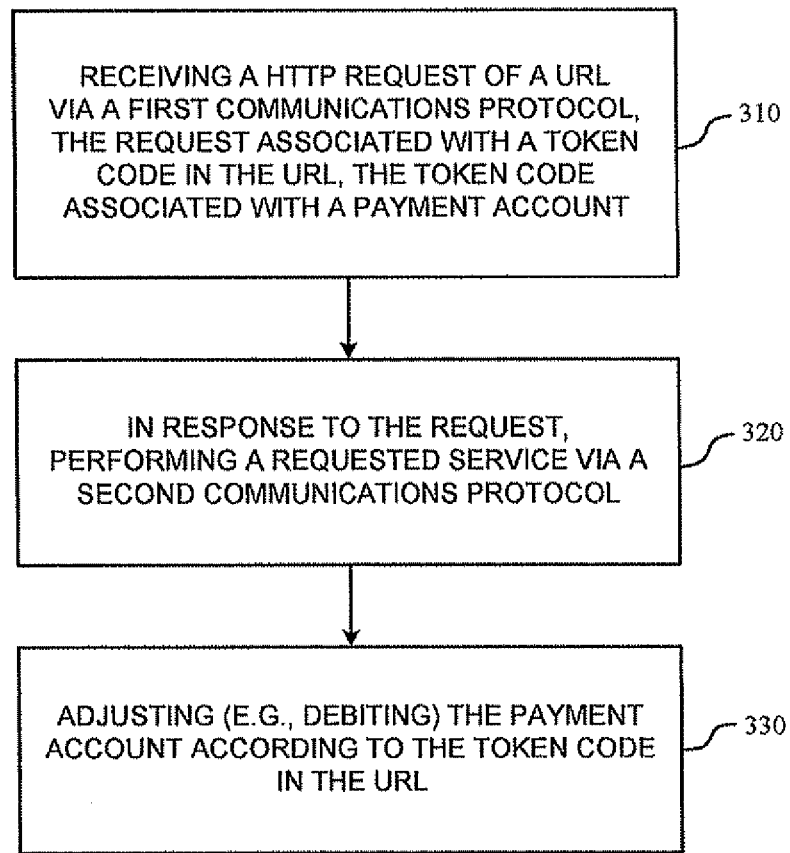 RECEIVING A HTTP REQUEST OF A URL
VIA A FIRST COMMUNICATIONS PROTOCOL,
THE REQUEST ASSOCIATED WITH A TOKEN
CODE IN THE URL, THE TOKEN CODE
ASSOCIATED WITH A PAYMENT ACCOUNT
310
IN RESPONSE TO THE REQUEST,
PERFORMING A REQUESTED SERVICE VIA A
SECOND COMMUNICATIONS PROTOCOL
320
ADJUSTING (E.G., DEBITING) THE PAYMENT
ACCOUNT ACCORDING TO THE TOKEN CODE
IN THE URL
330